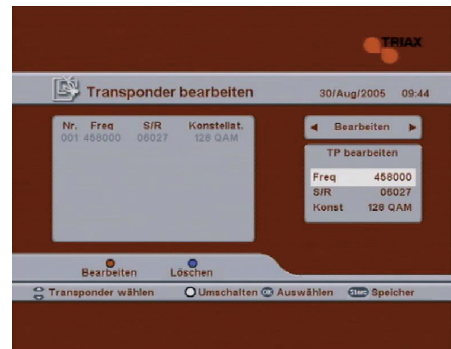 TRIAX
Transponder bearbeiten 30/Aug/2005 09:44
Nr. Freq S/R Konstellat.
001 458000 06027 128 QAM
Bearbeiten
TP bearbeiten
Freq 458000
S/R 06027
Konst 128 QAM
Bearbeiten Löschen
Transponder wählen Umschalten OK Auswählen Speicher